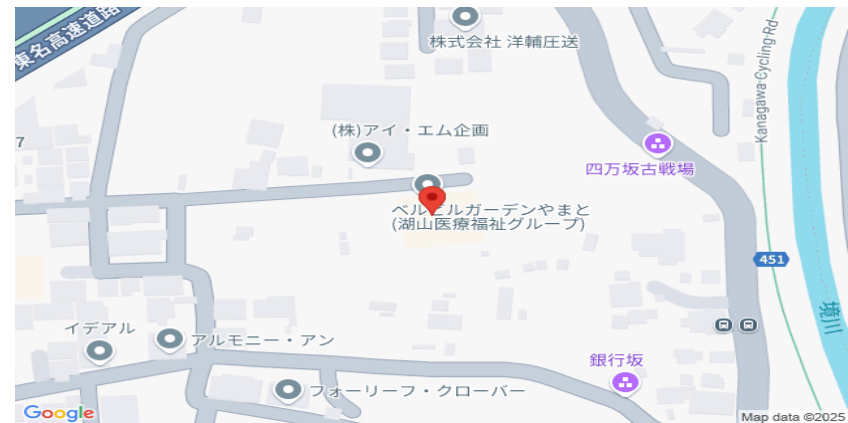 東名高速道路
株式会社 洋輔圧送
Kanagawa Cycling Rd
7
(株)アイ・エム企画
四万坂古戦場
ベルビルガーデンやまと
(湖山医療福祉グループ)
451
境川
イデアル
アルモニー・アン
銀行坂
フォーリーフ・クローバー
Google
Map data ©2025